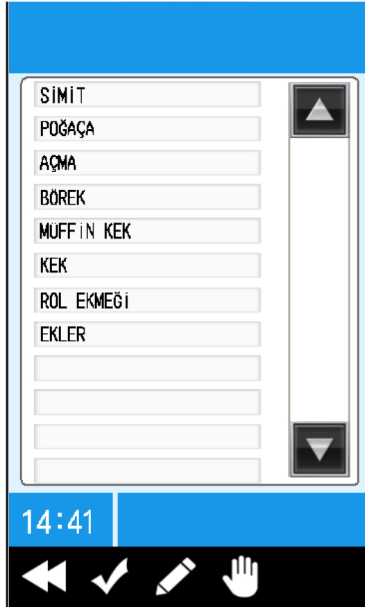 SİMİT
POĞAÇA
AÇMA
BÖREK
MÜFFİN KEK
KEK
ROL EKMEĞİ
EKLER
14:41